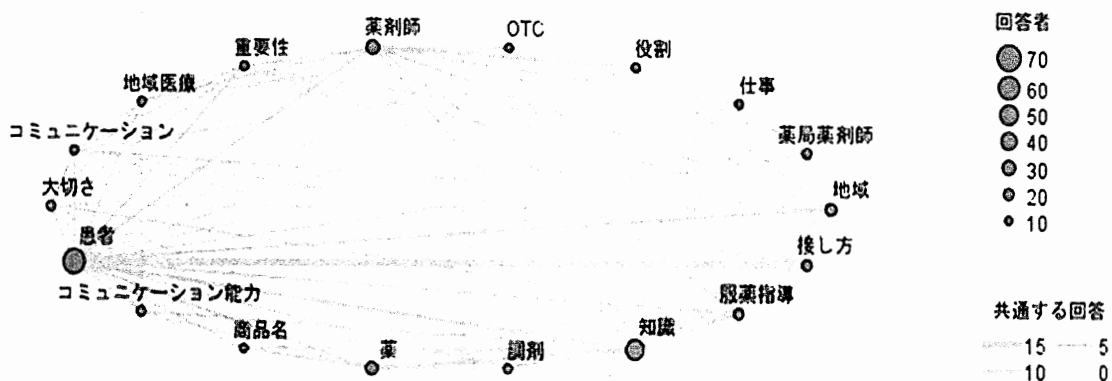 薬剤師
OTC
重要性
役割
地域医療
仕事
コミュニケーション
薬局薬剤師
大切さ
地域
患者
接し方
コミュニケーション能力
服薬指導
商品名
知識
薬
調剤
回答者
70
60
50
40
30
20
10
共通する回答
15 5
10 0